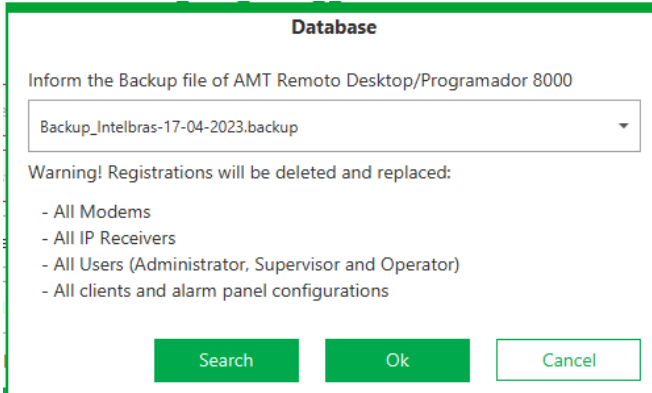 Database
Inform the Backup file of AMT Remoto Desktop/Programador 8000
Backup_Intelbras-17-04-2023.backup
Warning! Registrations will be deleted and replaced:
- All Modems
- All IP Receivers
- All Users (Administrator, Supervisor and Operator)
- All clients and alarm panel configurations
Search Ok Cancel